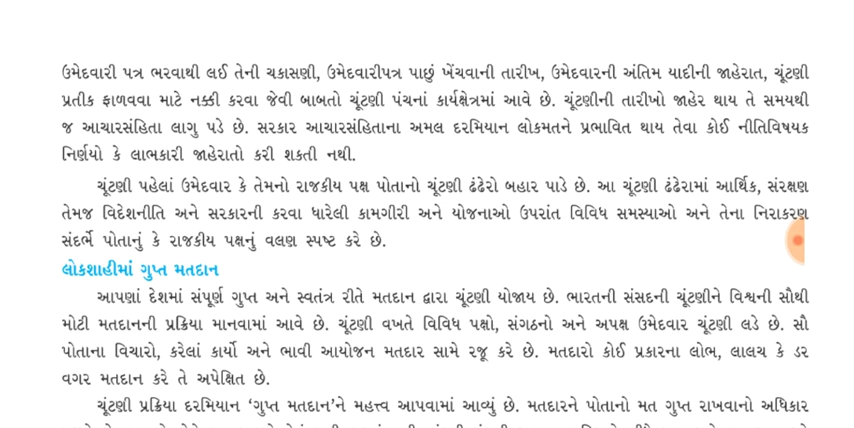 ઉમેદવારી પત્ર ભરવાથી લઈ તેની ચકાસણી, ઉમેદવારીપત્ર પાછું ખેંચવાની તારીખ, ઉમેદવારની અંતિમ યાદીની જાહેરાત, ચૂંટણી
પ્રતીક ફાળવવા માટે નક્કી કરવા જેવી બાબતો ચૂંટણી પંચનાં કાર્યક્ષેત્રમાં આવે છે. ચૂંટણીની તારીખો જાહેર થાય તે સમયથી
જ આચારસંહિતા લાગુ પડે છે. સરકાર આચારસંહિતાના અમલ દરમિયાન લોકમતને પ્રભાવિત થાય તેવા કોઈ નીતિવિષયક
નિર્ણયો કે લાભકારી જાહેરાતો કરી શકતી નથી.
ચૂંટણી પહેલાં ઉમેદવાર કે તેમનો રાજકીય પક્ષ પોતાનો ચૂંટણી ઢંઢેરો બહાર પાડે છે. આ ચૂંટણી ઢંઢેરામાં આર્થિક, સંરક્ષણ
તેમજ વિદેશનીતિ અને સરકારની કરવા ધારેલી કામગીરી અને યોજનાઓ ઉપરાંત વિવિધ સમસ્યાઓ અને તેના નિરાકરણ
સંદર્ભે પોતાનું કે રાજકીય પક્ષનું વલણ સ્પષ્ટ કરે છે.
લોકશાહીમાં ગુપ્ત મતદાન
આપણાં દેશમાં સંપૂર્ણ ગુપ્ત અને સ્વતંત્ર રીતે મતદાન દ્વારા ચૂંટણી યોજાય છે. ભારતની સંસદની ચૂંટણીને વિશ્વની સૌથી
મોટી મતદાનની પ્રક્રિયા માનવામાં આવે છે. ચૂંટણી વખતે વિવિધ પક્ષો, સંગઠનો અને અપક્ષ ઉમેદવાર ચૂંટણી લડે છે. સૌ
પોતાના વિચારો, કરેલાં કાર્યો અને ભાવી આયોજન મતદાર સામે રજૂ કરે છે. મતદારો કોઈ પ્રકારના લોભ, લાલચ કે ડર
વગર મતદાન કરે તે અપેક્ષિત છે.
ચૂંટણી પ્રક્રિયા દરમિયાન ‘ગુપ્ત મતદાન’ને મહત્ત્વ આપવામાં આવ્યું છે. મતદારને પોતાનો મત ગુપ્ત રાખવાનો અધિકાર